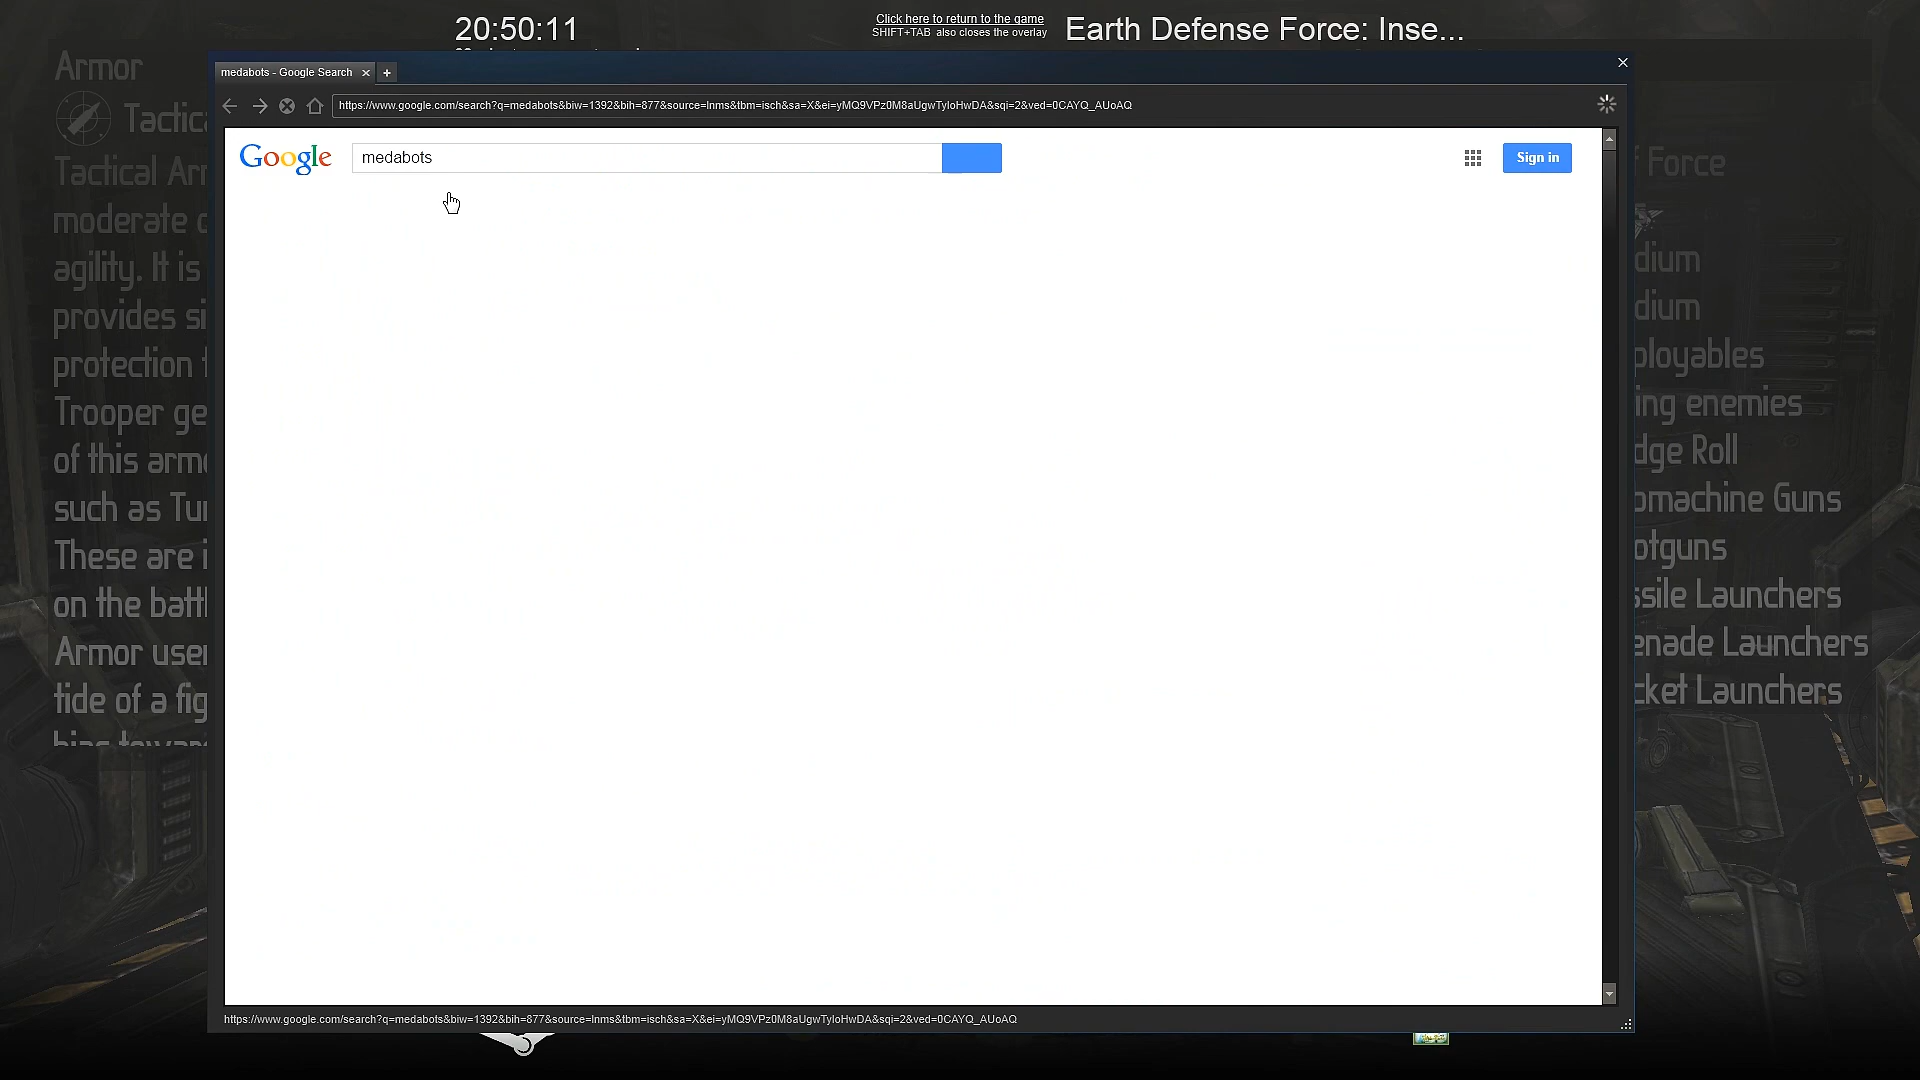 20:50:11
Click here to return to the game
SHIFT+TAB also closes the overlay
Earth Defense Force: Inse...
medabots - Google Search
https://www.google.com/search?q=medabots&biw=1392&bih=877&source=lnms&tbm=isch&sa=X&ei=yMQ9VPz0M8aUgwTyIoHwDA&sqi=2&ved=0CAYQ_AUoAQ
Google
medabots
Sign in
Armor
Tactica
Tactical Arr
moderate
agility. It is
provides si
protection
Trooper ge
of this arm
such as Tur
These are i
on the battl
Armor user
tide of a fig
Force
dium
dium
ployables
ing enemies
dge Roll
omachine Guns
otguns
ssile Launchers
enade Launchers
cket Launchers
https://www.google.com/search?q=medabots&biw=1392&bih=877&source=lnms&tbm=isch&sa=X&ei=yMQ9VPz0M8aUgwTyIoHwDA&sqi=2&ved=0CAYQ_AUoAQ